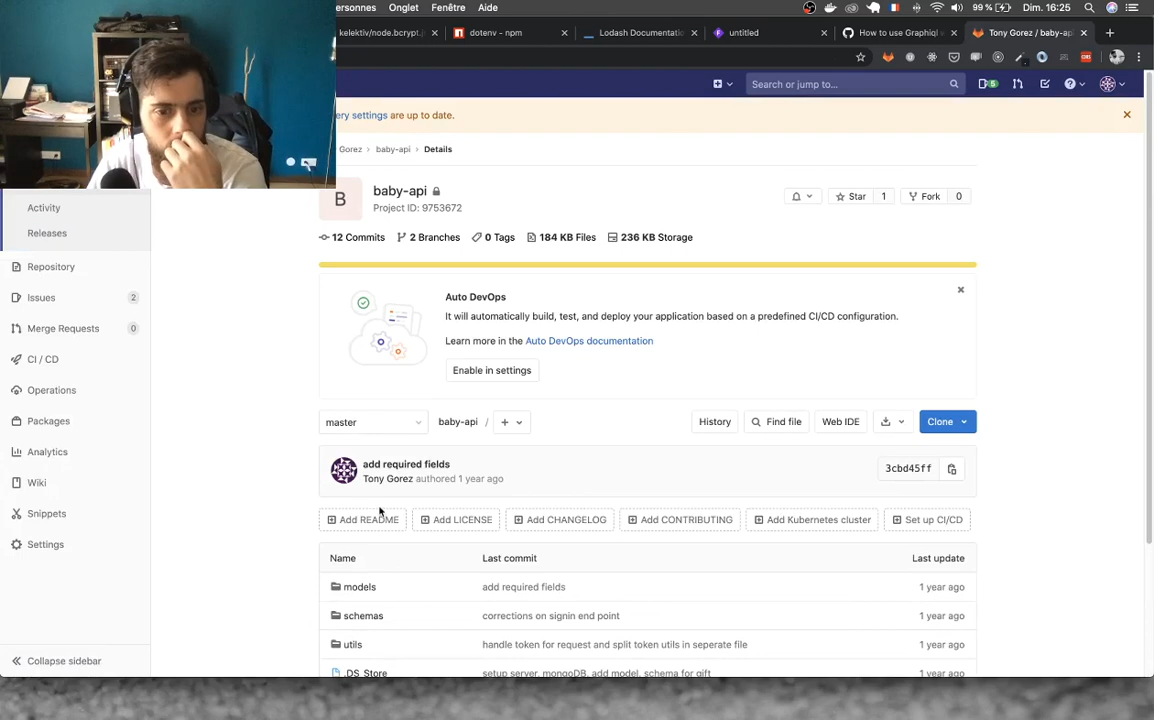 ersonnes Onglet Fenêtre Aide 99 % Dim. 16:25
kelektiv/node.bcrypt.j dotenv - npm Lodash Documentatio untitled How to use Graphiql w Tony Gorez / baby-api
Search or jump to... 5
ery settings are up to date.
Gorez > baby-api > Details
B baby-api
Project ID: 9753672
Star 1 Fork 0
12 Commits 2 Branches 0 Tags 184 KB Files 236 KB Storage
Activity
Releases
Repository
Issues 2
Merge Requests 0
CI / CD
Operations
Packages
Analytics
Wiki
Snippets
Settings
Collapse sidebar
Auto DevOps
It will automatically build, test, and deploy your application based on a predefined CI/CD configuration.
Learn more in the Auto DevOps documentation
Enable in settings
master baby-api / + History Find file Web IDE Clone
add required fields
Tony Gorez authored 1 year ago
3cbd45ff
Add README Add LICENSE Add CHANGELOG Add CONTRIBUTING Add Kubernetes cluster Set up CI/CD
Name Last commit Last update
models add required fields 1 year ago
schemas corrections on signin end point 1 year ago
utils handle token for request and split token utils in seperate file 1 year ago
.DS_Store setup server, mongoDB, add model, schema for gift 1 year ago